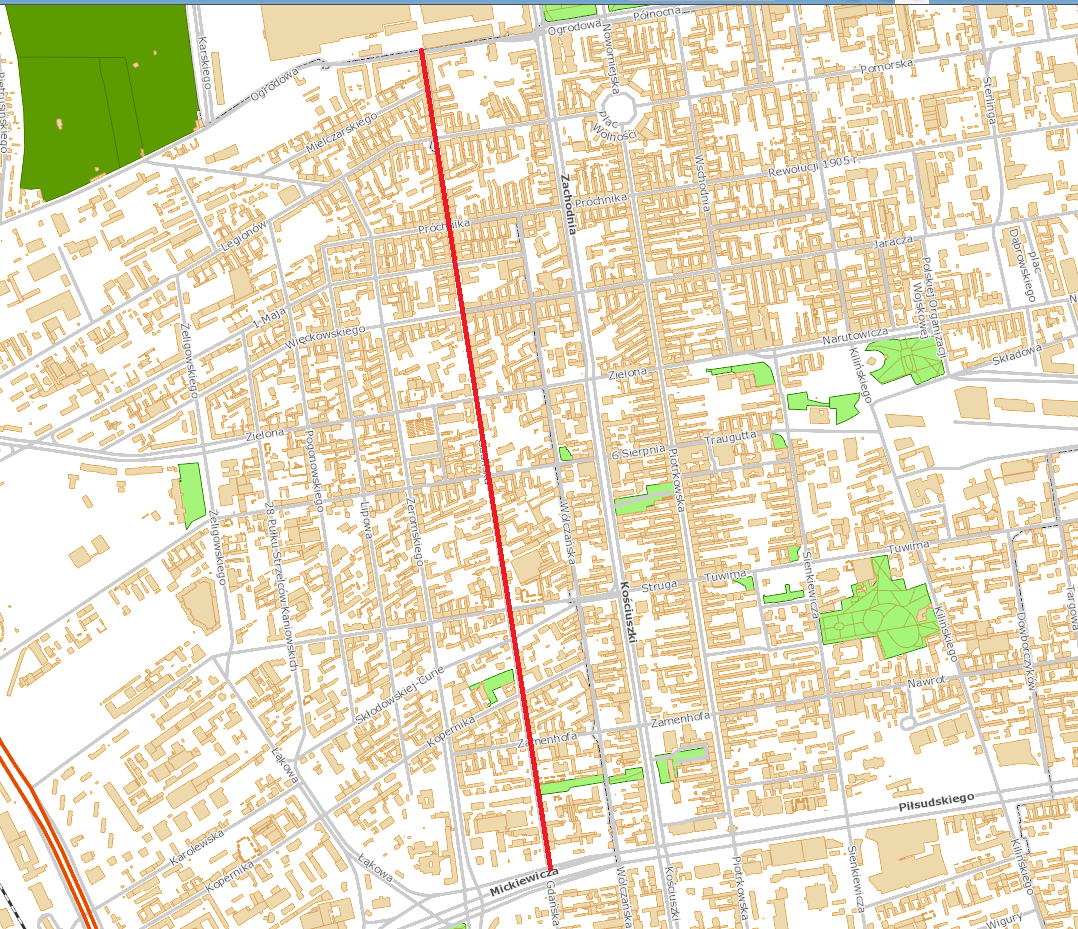 Północna
Ogrodowa
Nowomiejska
Karskiego
Pomorska
Ogrodowa
Sterlinga
Pietrusińskiego
plac
Wolności
Mielczarskiego
Wschodnia
Rewolucji 1905 r.
Zachodnia
Próchnika
Próchnika
Legionów
Jaracza
plac
Dąbrowskiego
Polskiej Organizacji
Wojskowej
N
1 Maja
Więckowskiego
Narutowicza
Żeligowskiego
Kilińskiego
Składowa
Zielona
Zielona
Traugutta
6 Sierpnia
Pogonowskiego
Piotrkowska
Lipowa
Żeromskiego
Wólczańska
28 Pułku Strzelców Kaniowskich
Żeligowskiego
Tuwima
Sienkiewicza
Tuwima
Struga
Kościuszki
Targowa
Kilińskiego
Dowborczyków
Skłodowskiej-Curie
Nawrot
Kopernika
Zamenhofa
Zamenhofa
Łąkowa
Piłsudskiego
Karolewska
Kopernika
Łąkowa
Mickiewicza
Gdańska
Wólczańska
Kościuszki
Piotrkowska
Sienkiewicza
Kilińskiego
Wigury